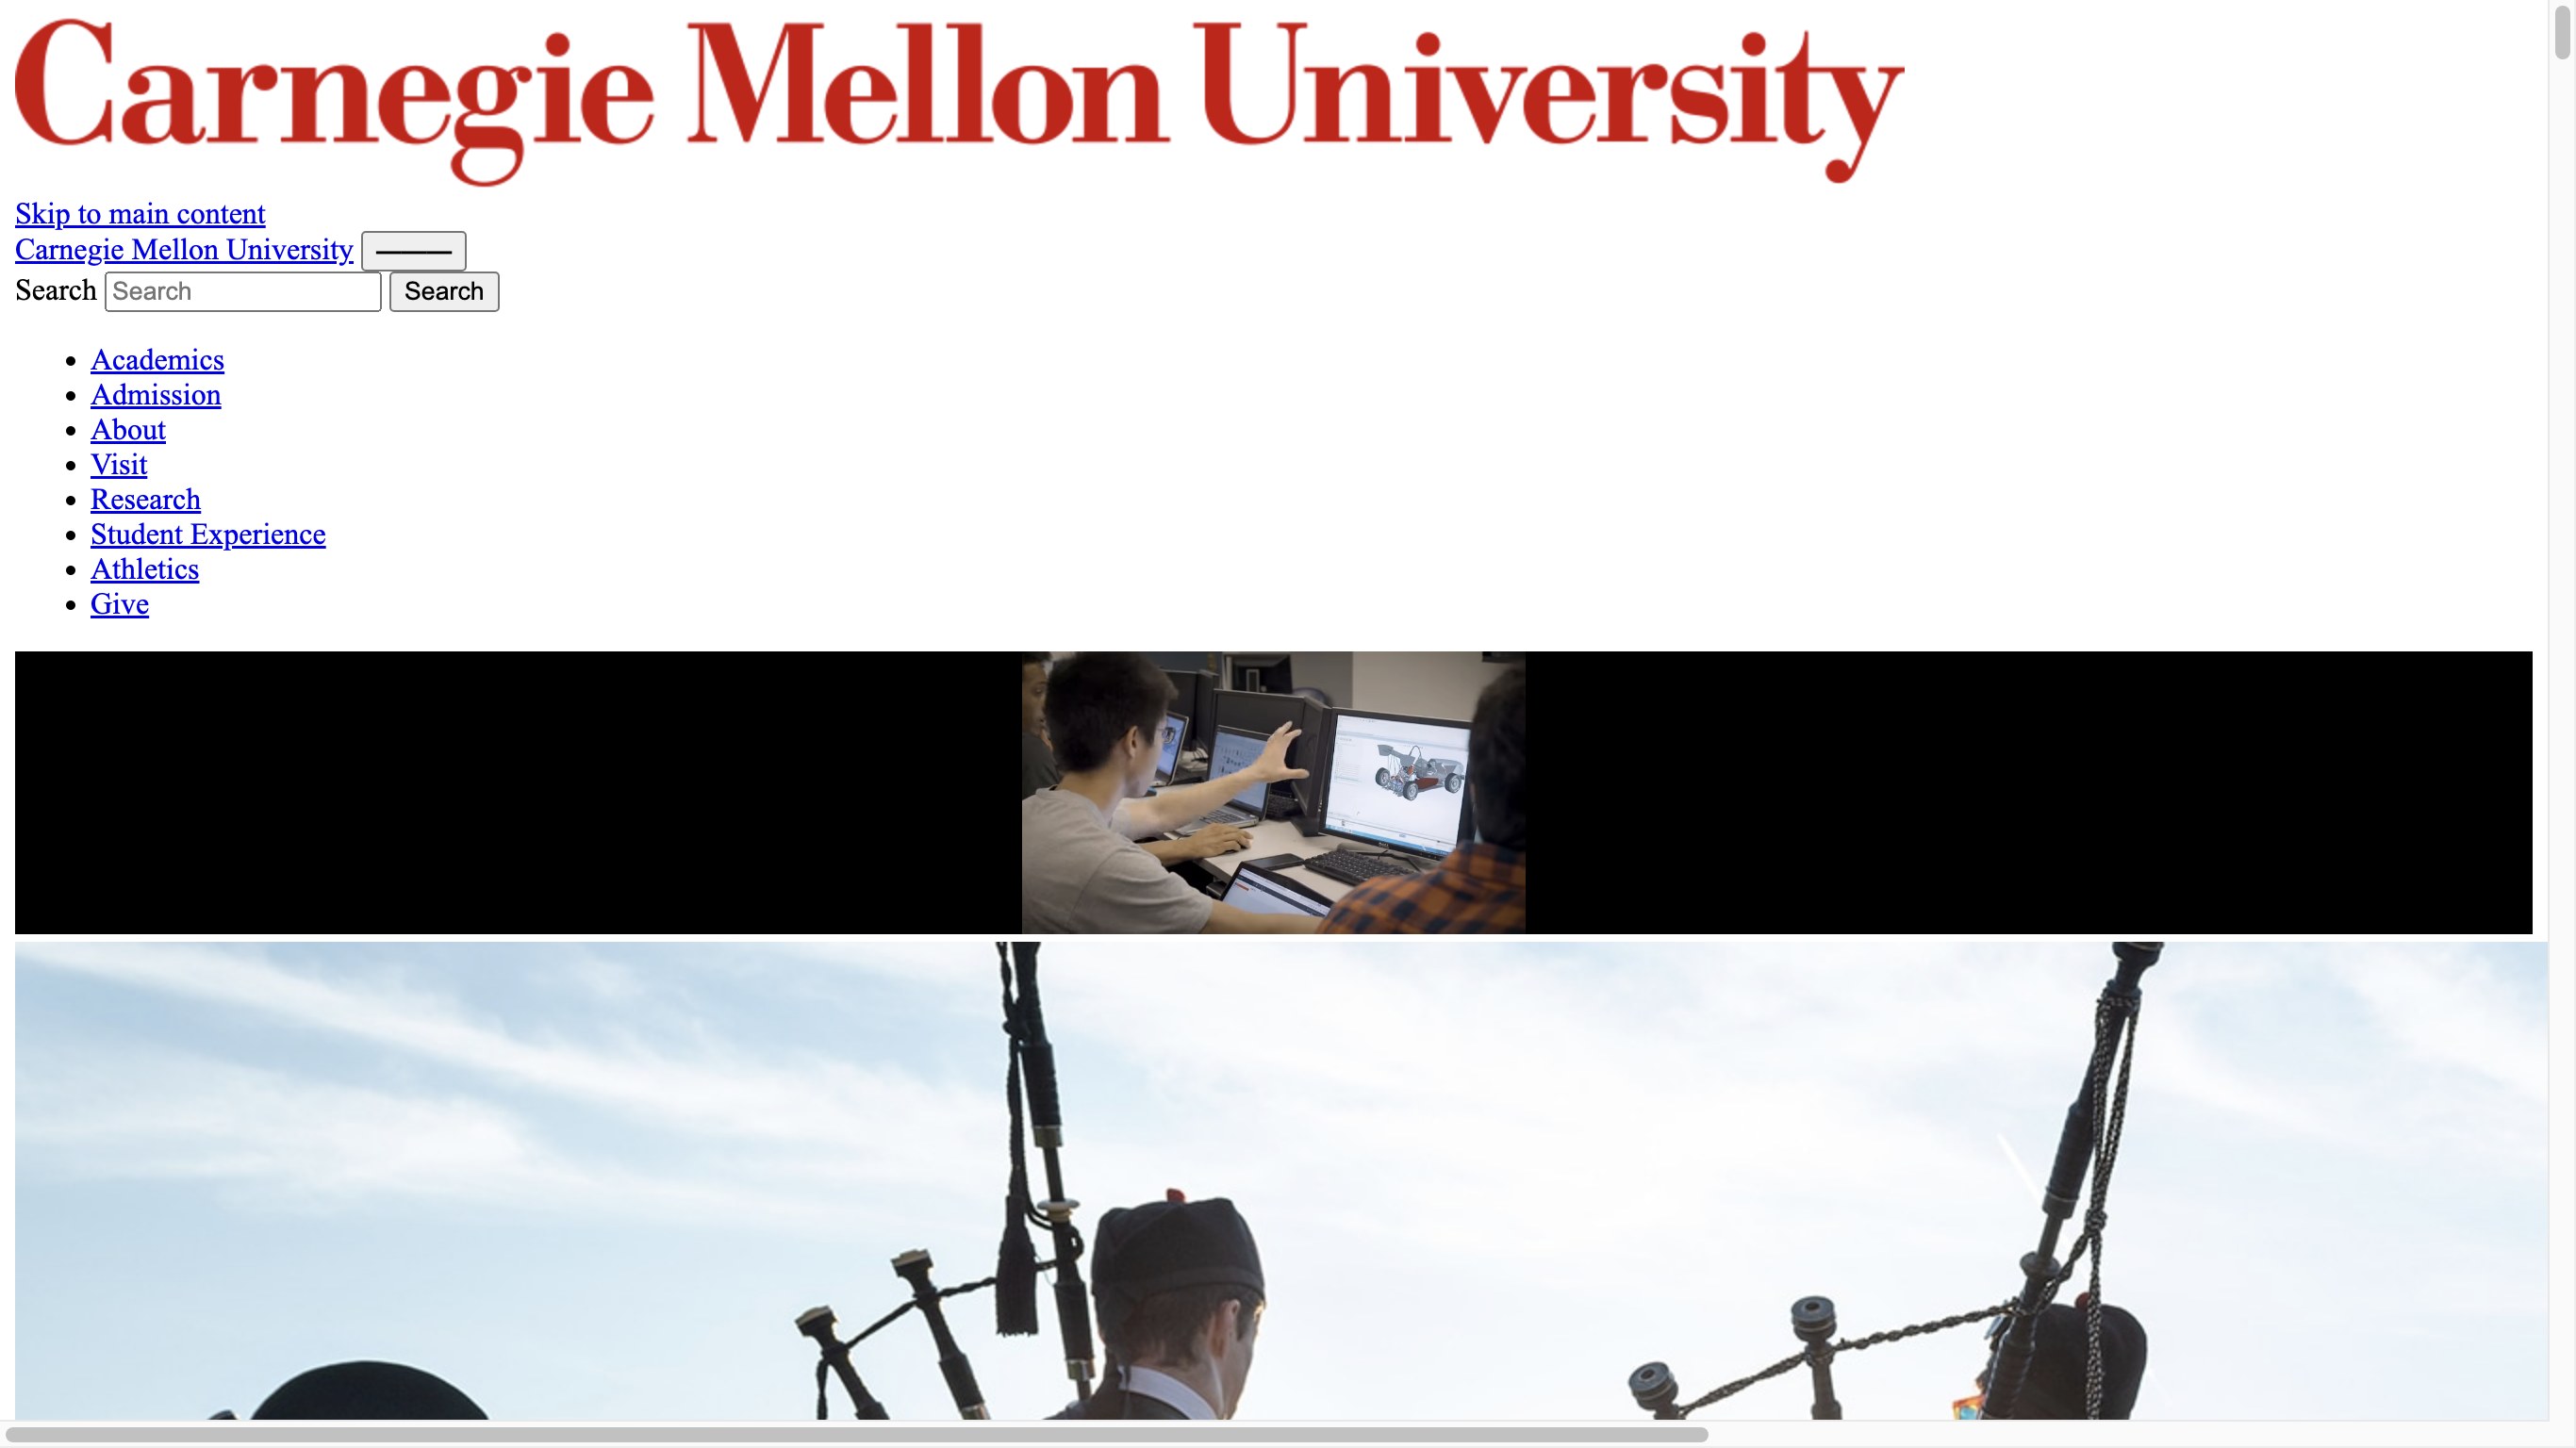 Carnegie Mellon University
Skip to main content
Carnegie Mellon University
Search Search Search
Academics
Admission
About
Visit
Research
Student Experience
Athletics
Give